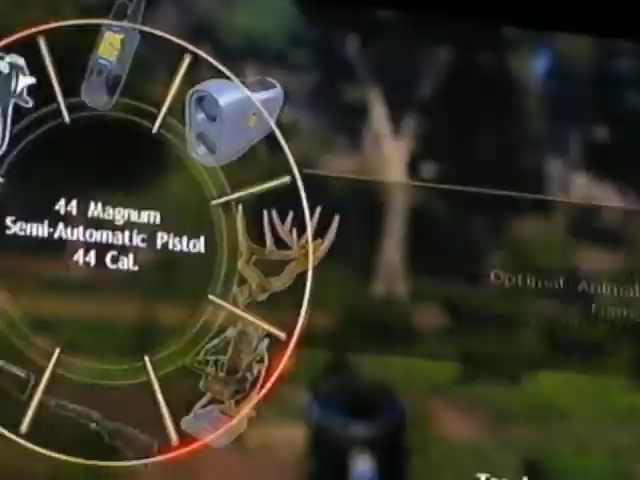 44 Magnum
Semi-Automatic Pistol
44 Cal.
Optimal Animal